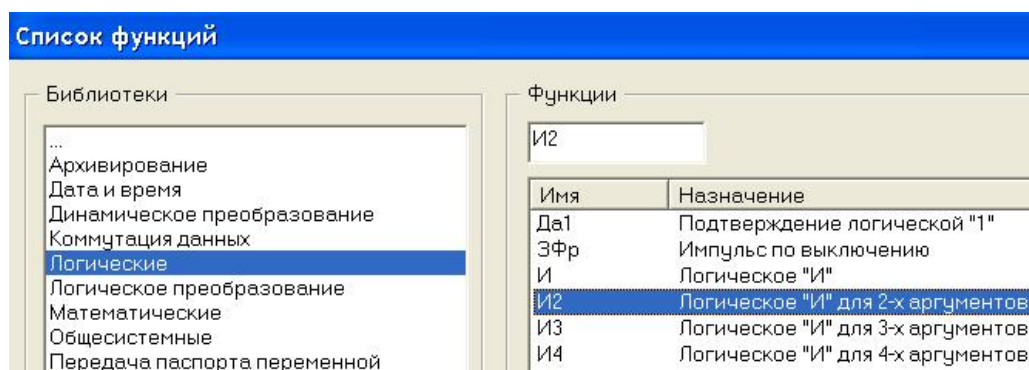 Список функций
Библиотеки
...
Архивирование
Дата и время
Динамическое преобразование
Коммутация данных
Логические
Логическое преобразование
Математические
Общесистемные
Передача паспорта переменной
Функции
И2
Имя Назначение
Да1 Подтверждение логической "1"
ЗФр Импульс по выключению
И Логическое "И"
И2 Логическое "И" для 2-х аргументов
И3 Логическое "И" для 3-х аргументов
И4 Логическое "И" для 4-х аргументов